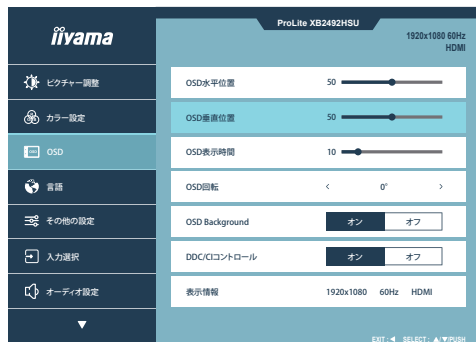 iiyama
ProLite XB2492HSU
1920x1080 60Hz
HDMI
ピクチャー調整
カラー設定
OSD
OSD
言語
その他の設定
入力選択
オーディオ設定
▼
OSD水平位置 50
OSD垂直位置 50
OSD表示時間 10
OSD回転 < 0° >
OSD Background オン オフ
DDC/CIコントロール オン オフ
表示情報 1920x1080 60Hz HDMI
EXIT : ◀ SELECT : ▲/▼/PUSH